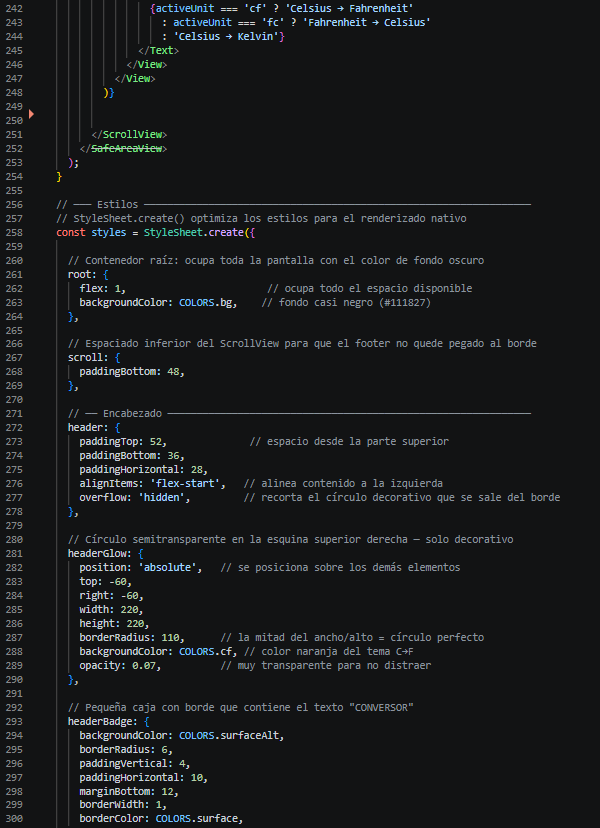 242 {activeUnit === 'cf' ? 'Celsius → Fahrenheit'
243 : activeUnit === 'fc' ? 'Fahrenheit → Celsius'
244 : 'Celsius → Kelvin'}
245 </Text>
246 </View>
247 </View>
248 )}
249
250
251 </ScrollView>
252 </SafeAreaView>
253 );
254 }
255
256 // ─── Estilos ─────────────────────────────────────────────────────────────────
257 // StyleSheet.create() optimiza los estilos para el renderizado nativo
258 const styles = StyleSheet.create({
259
260 // Contenedor raíz: ocupa toda la pantalla con el color de fondo oscuro
261 root: {
262 flex: 1, // ocupa todo el espacio disponible
263 backgroundColor: COLORS.bg, // fondo casi negro (#111827)
264 },
265
266 // Espaciado inferior del ScrollView para que el footer no quede pegado al borde
267 scroll: {
268 paddingBottom: 48,
269 },
270
271 // ── Encabezado ─────────────────────────────────────────────────────────────
272 header: {
273 paddingTop: 52, // espacio desde la parte superior
274 paddingBottom: 36,
275 paddingHorizontal: 28,
276 alignItems: 'flex-start', // alinea contenido a la izquierda
277 overflow: 'hidden', // recorta el círculo decorativo que se sale del borde
278 },
279
280 // Círculo semitransparente en la esquina superior derecha — solo decorativo
281 headerGlow: {
282 position: 'absolute', // se posiciona sobre los demás elementos
283 top: -60,
284 right: -60,
285 width: 220,
286 height: 220,
287 borderRadius: 110, // la mitad del ancho/alto = círculo perfecto
288 backgroundColor: COLORS.cf, // color naranja del tema C→F
289 opacity: 0.07, // muy transparente para no distraer
290 },
291
292 // Pequeña caja con borde que contiene el texto "CONVERSOR"
293 headerBadge: {
294 backgroundColor: COLORS.surfaceAlt,
295 borderRadius: 6,
296 paddingVertical: 4,
297 paddingHorizontal: 10,
298 marginBottom: 12,
299 borderWidth: 1,
300 borderColor: COLORS.surface,